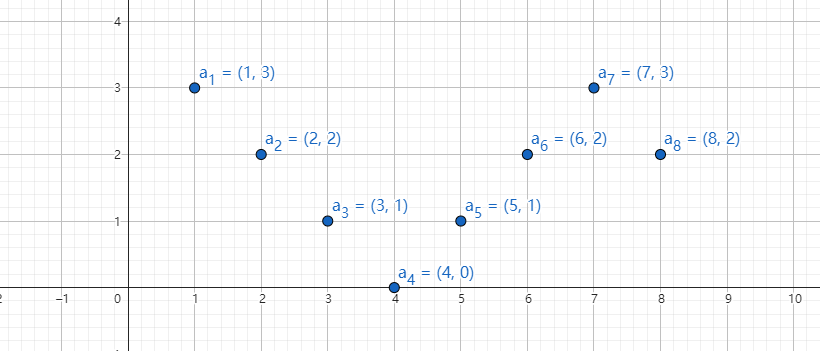 4
a1 = (1, 3)
a7 = (7, 3)
3
a2 = (2, 2)
a6 = (6, 2)
a8 = (8, 2)
2
a3 = (3, 1)
a5 = (5, 1)
1
a4 = (4, 0)
2 −1 0 1 2 3 4 5 6 7 8 9 10